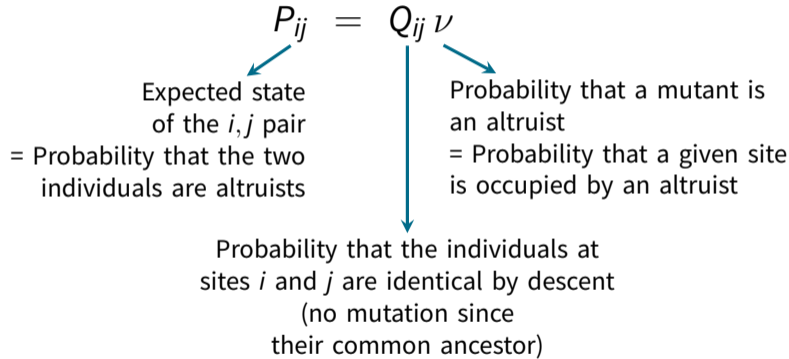 Pij = Qij ν
Expected state
of the i, j pair
= Probability that the two
individuals are altruists
Probability that a mutant is
an altruist
= Probability that a given site
is occupied by an altruist
Probability that the individuals at
sites i and j are identical by descent
(no mutation since
their common ancestor)